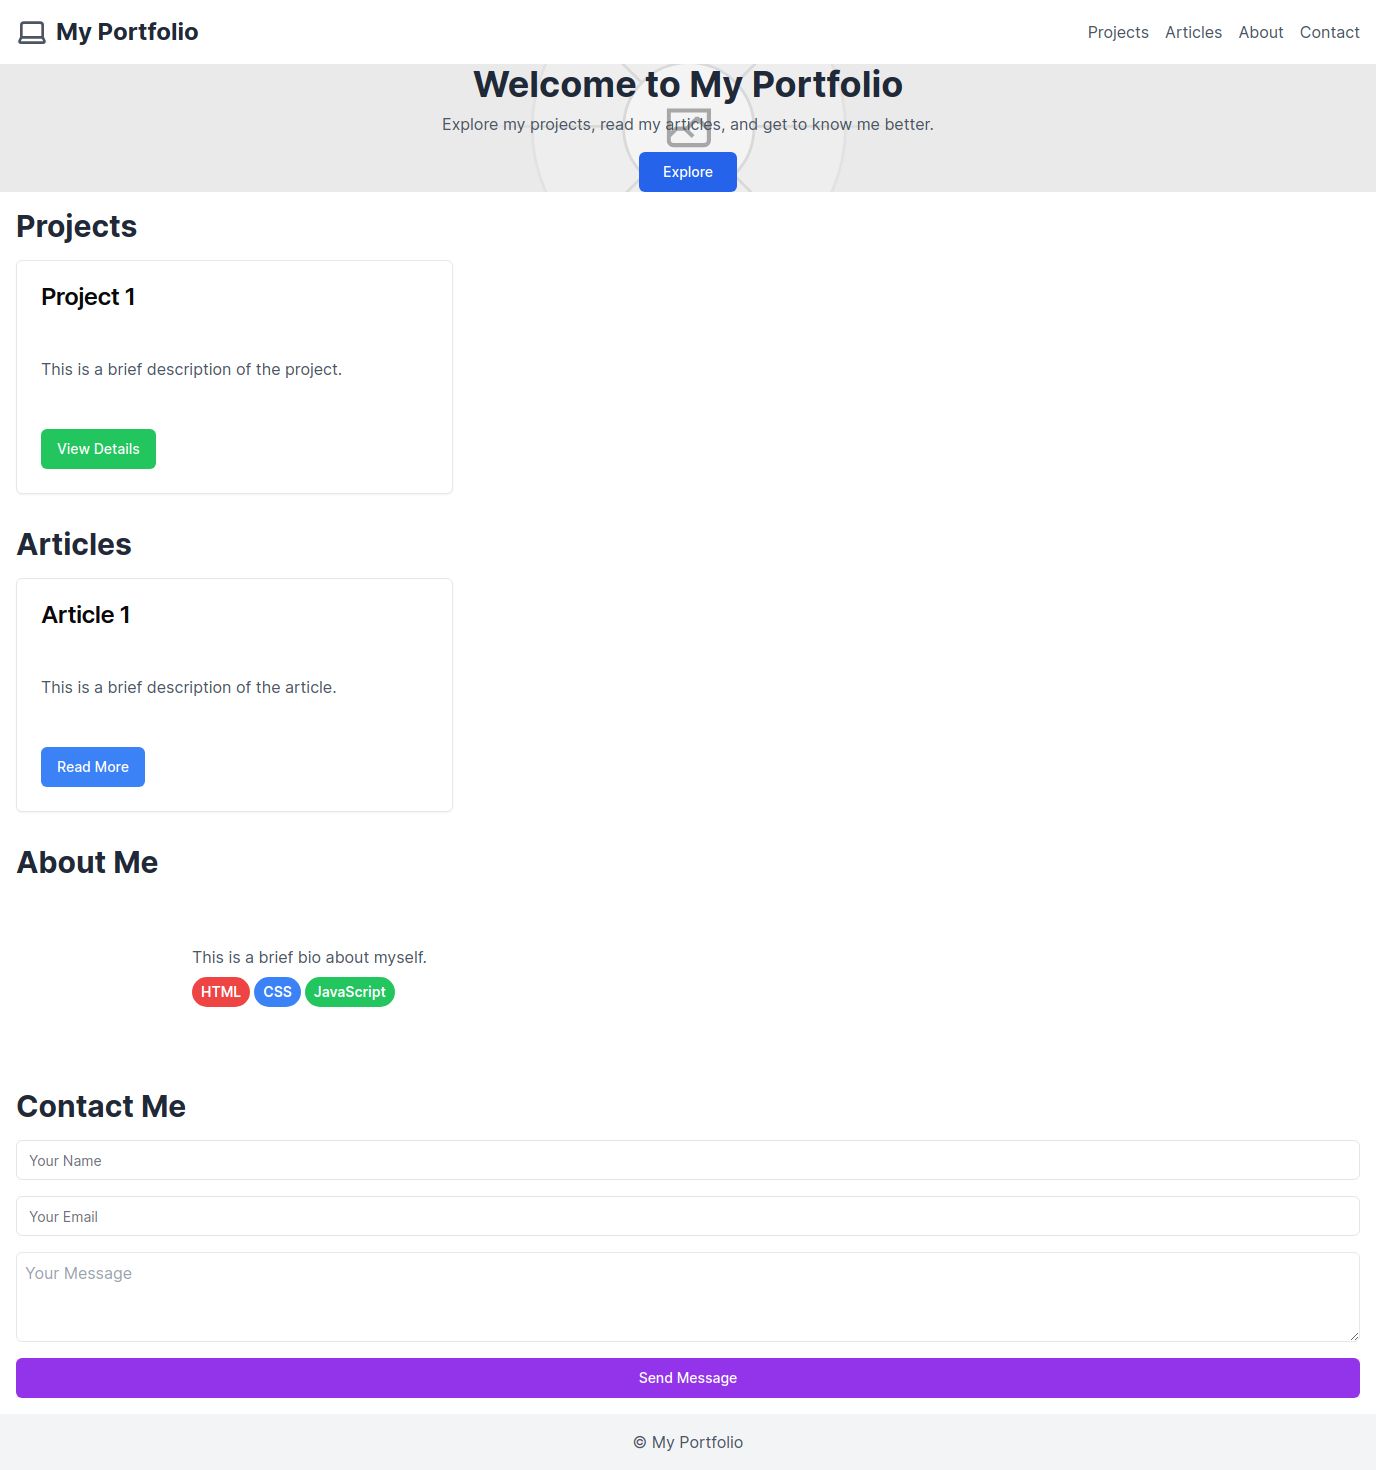 My Portfolio
Projects Articles About Contact
Welcome to My Portfolio
Explore my projects, read my articles, and get to know me better.
Explore
Projects
Project 1
This is a brief description of the project.
View Details
Articles
Article 1
This is a brief description of the article.
Read More
About Me
This is a brief bio about myself.
HTML CSS JavaScript
Contact Me
Your Name
Your Email
Your Message
Send Message
© My Portfolio